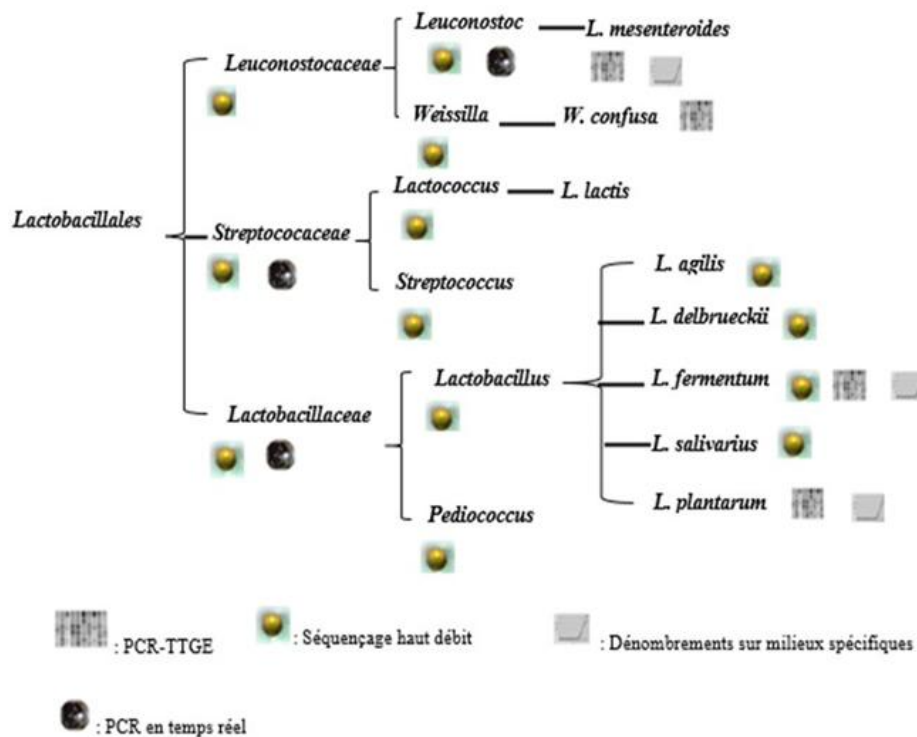 Leuconostoc
L. mesenteroides
Leuconostocaceae
Weissilla
W. confusa
Lactococcus
L. lactis
Lactobacillales
Streptococaceae
Streptococcus
L. agilis
L. delbrueckii
Lactobacillus
L. fermentum
Lactobacillaceae
L. salivarius
L. plantarum
Pediococcus
: PCR-TTGE
: Séquençage haut débit
: Dénombrements sur milieux spécifiques
: PCR en temps réel